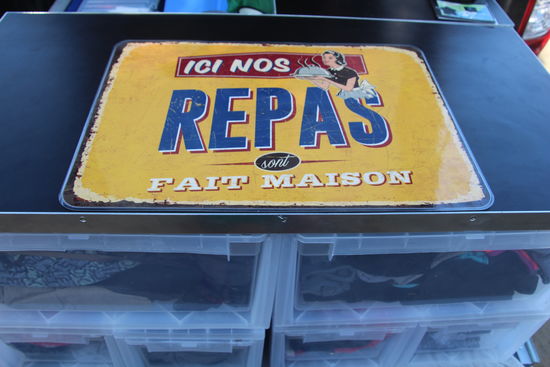 ICI NOS
REPAS
sont
FAIT MAISON